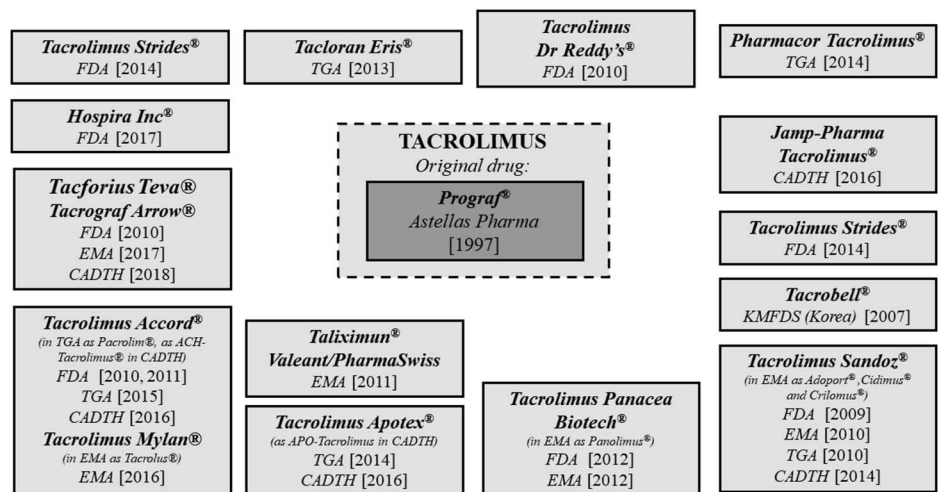 Tacrolimus Strides®
FDA [2014]
Tacloran Eris®
TGA [2013]
Tacrolimus
Dr Reddy's®
FDA [2010]
Pharmacor Tacrolimus®
TGA [2014]
Hospira Inc®
FDA [2017]
TACROLIMUS
Original drug:
Prograf®
Astellas Pharma
[1997]
Jamp-Pharma
Tacrolimus®
CADTH [2016]
Tacforius Teva®
Tacrograf Arrow®
FDA [2010]
EMA [2017]
CADTH [2018]
Tacrolimus Strides®
FDA [2014]
Tacrobell®
KMFDS (Korea) [2007]
Tacrolimus Accord®
(in TGA as Pacrolim®, as ACH-
Tacrolimus® in CADTH)
FDA [2010, 2011]
TGA [2015]
CADTH [2016]
Tacrolimus Mylan®
(in EMA as Tacrolus®)
EMA [2016]
Taliximun®
Valeant/PharmaSwiss
EMA [2011]
Tacrolimus Apotex®
(as APO-Tacrolimus in CADTH)
TGA [2014]
CADTH [2016]
Tacrolimus Panacea
Biotech®
(in EMA as Panolimus®)
FDA [2012]
EMA [2012]
Tacrolimus Sandoz®
(in EMA as Adoport®,Cidimus®
and Crilomus®)
FDA [2009]
EMA [2010]
TGA [2010]
CADTH [2014]